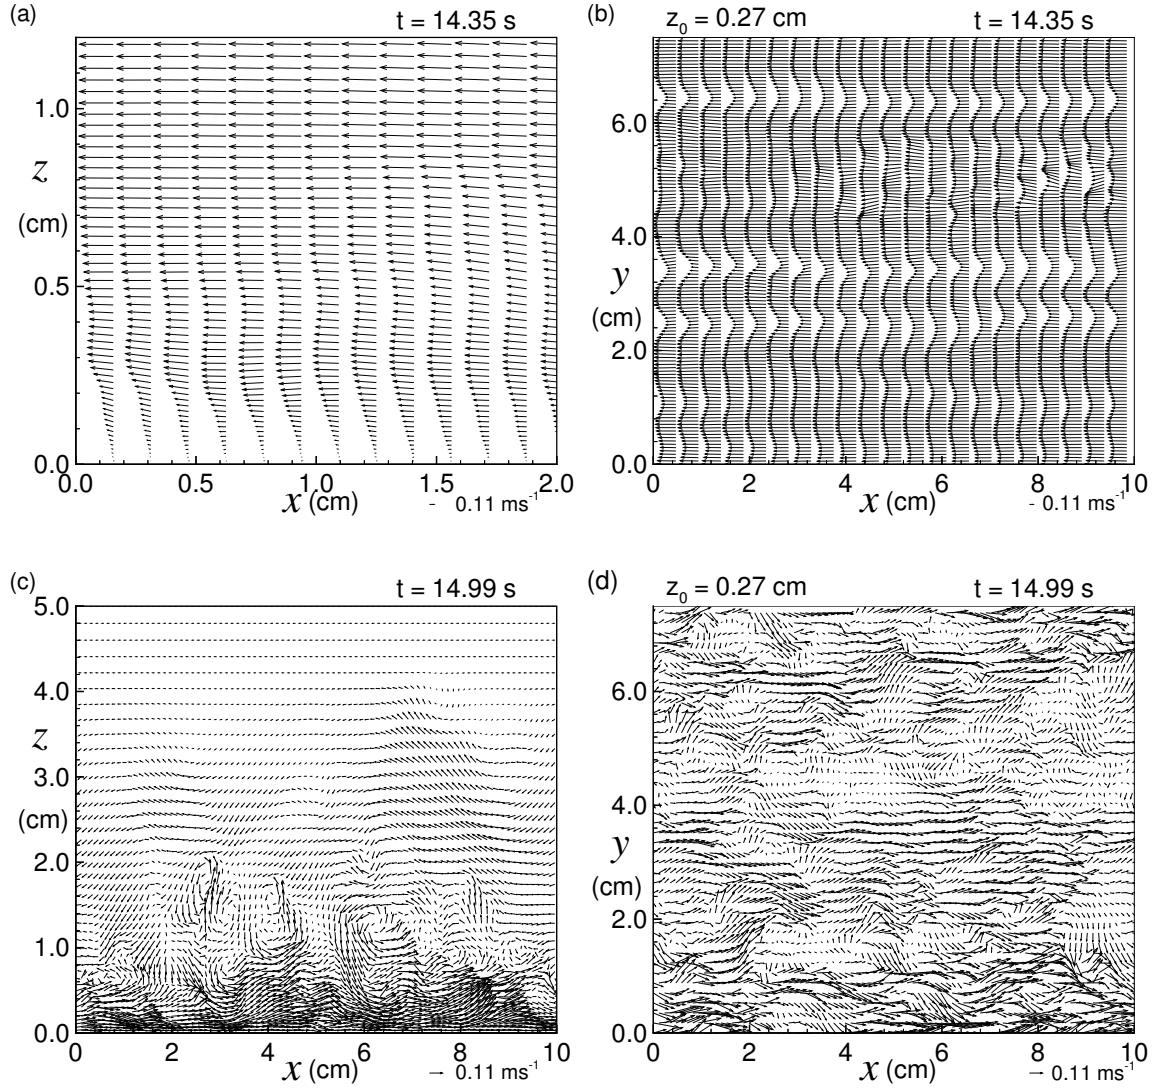 (a)
t = 14.35 s
1.0
z
(cm)
0.5
0.0
0.0 0.5 1.0 1.5 2.0
x (cm)
- 0.11 ms⁻¹
(b)
z₀ = 0.27 cm
t = 14.35 s
6.0
4.0
y
(cm)
2.0
0.0
0 2 4 6 8 10
x (cm)
- 0.11 ms⁻¹
(c)
t = 14.99 s
5.0
4.0
z
3.0
(cm)
2.0
1.0
0.0
0 2 4 6 8 10
x (cm)
→ 0.11 ms⁻¹
(d)
z₀ = 0.27 cm
t = 14.99 s
6.0
4.0
y
(cm)
2.0
0.0
0 2 4 6 8 10
x (cm)
→ 0.11 ms⁻¹